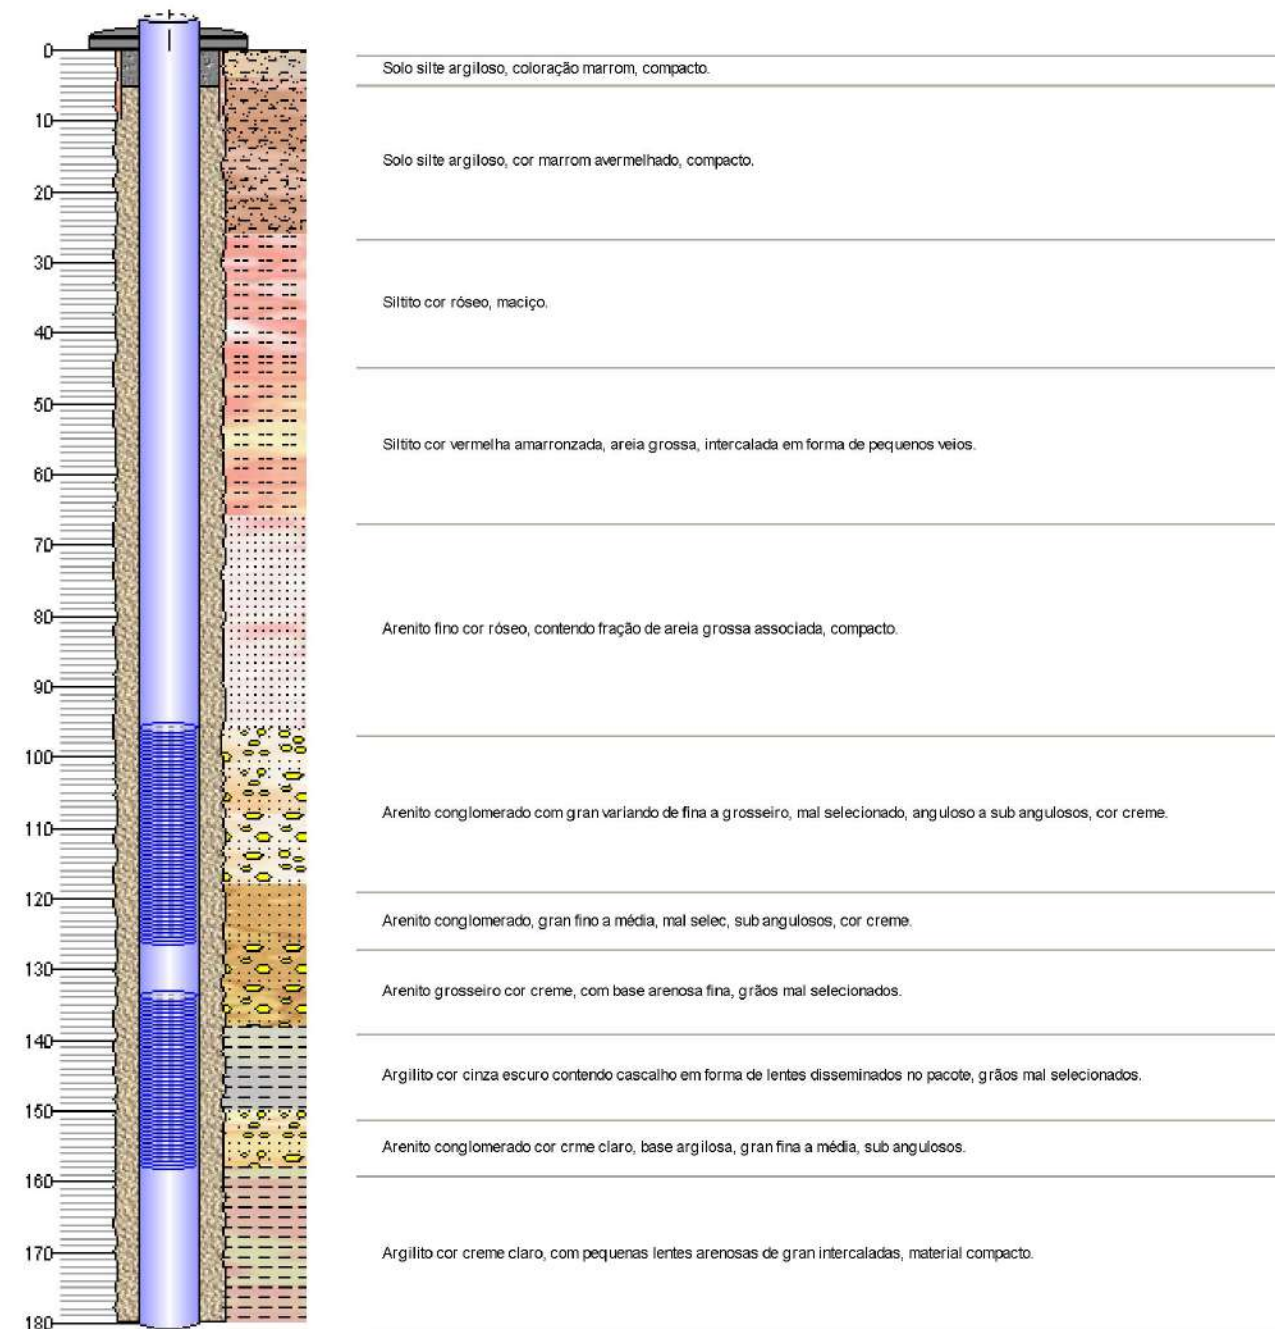 0
Solo silte argiloso, coloração marrom, compacto.
10
Solo silte argiloso, cor marrom avermelhado, compacto.
20
30
Siltito cor róseo, maciço.
40
50
Siltito cor vermelha amarronzada, areia grossa, intercalada em forma de pequenos veios.
60
70
80
Arenito fino cor róseo, contendo fração de areia grossa associada, compacto.
90
100
Arenito conglomerado com gran variando de fina a grosseiro, mal selecionado, anguloso a sub angulosos, cor creme.
110
120
Arenito conglomerado, gran fino a média, mal selec, sub angulosos, cor creme.
130
Arenito grosseiro cor creme, com base arenosa fina, grãos mal selecionados.
140
Argilito cor cinza escuro contendo cascalho em forma de lentes disseminados no pacote, grãos mal selecionados.
150
Arenito conglomerado cor crme claro, base argilosa, gran fina a média, sub angulosos.
160
170
Argilito cor creme claro, com pequenas lentes arenosas de gran intercaladas, material compacto.
180